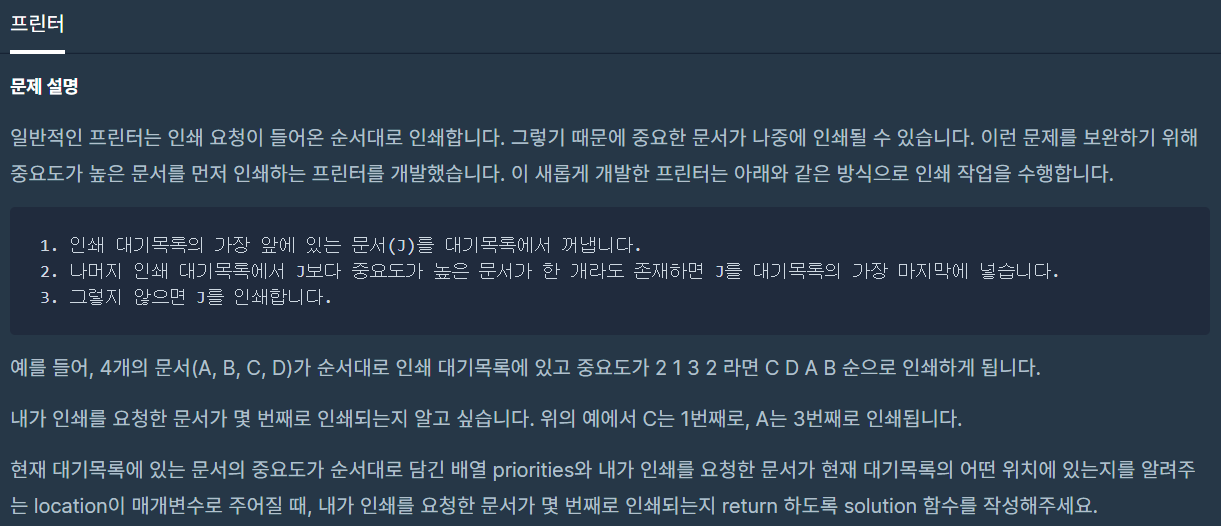 프린터
문제 설명
일반적인 프린터는 인쇄 요청이 들어온 순서대로 인쇄합니다. 그렇기 때문에 중요한 문서가 나중에 인쇄될 수 있습니다. 이런 문제를 보완하기 위해
중요도가 높은 문서를 먼저 인쇄하는 프린터를 개발했습니다. 이 새롭게 개발한 프린터는 아래와 같은 방식으로 인쇄 작업을 수행합니다.
1. 인쇄 대기목록의 가장 앞에 있는 문서(J)를 대기목록에서 꺼냅니다.
2. 나머지 인쇄 대기목록에서 J보다 중요도가 높은 문서가 한 개라도 존재하면 J를 대기목록의 가장 마지막에 넣습니다.
3. 그렇지 않으면 J를 인쇄합니다.
예를 들어, 4개의 문서(A, B, C, D)가 순서대로 인쇄 대기목록에 있고 중요도가 2 1 3 2 라면 C D A B 순으로 인쇄하게 됩니다.
내가 인쇄를 요청한 문서가 몇 번째로 인쇄되는지 알고 싶습니다. 위의 예에서 C는 1번째로, A는 3번째로 인쇄됩니다.
현재 대기목록에 있는 문서의 중요도가 순서대로 담긴 배열 priorities와 내가 인쇄를 요청한 문서가 현재 대기목록의 어떤 위치에 있는지를 알려주
는 location이 매개변수로 주어질 때, 내가 인쇄를 요청한 문서가 몇 번째로 인쇄되는지 return 하도록 solution 함수를 작성해주세요.